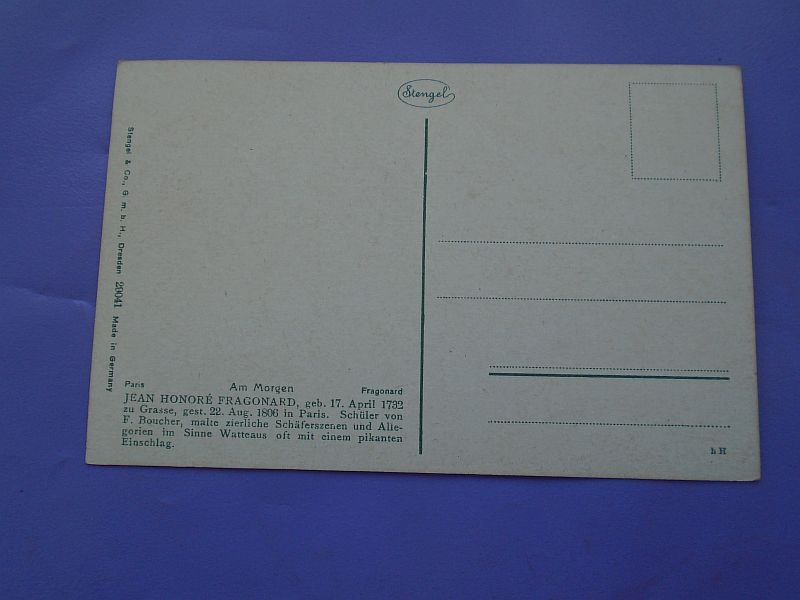 Stengel
Stengel & Co., G. m. b. H., Dresden 29041 Made in Germany
Paris Am Morgen Fragonard
JEAN HONORÉ FRAGONARD, geb. 17. April 1732
zu Grasse, gest. 22. Aug. 1806 in Paris. Schüler von
F. Boucher, malte zierliche Schäferszenen und Alle-
gorien im Sinne Watteaus oft mit einem pikanten
Einschlag.
h H